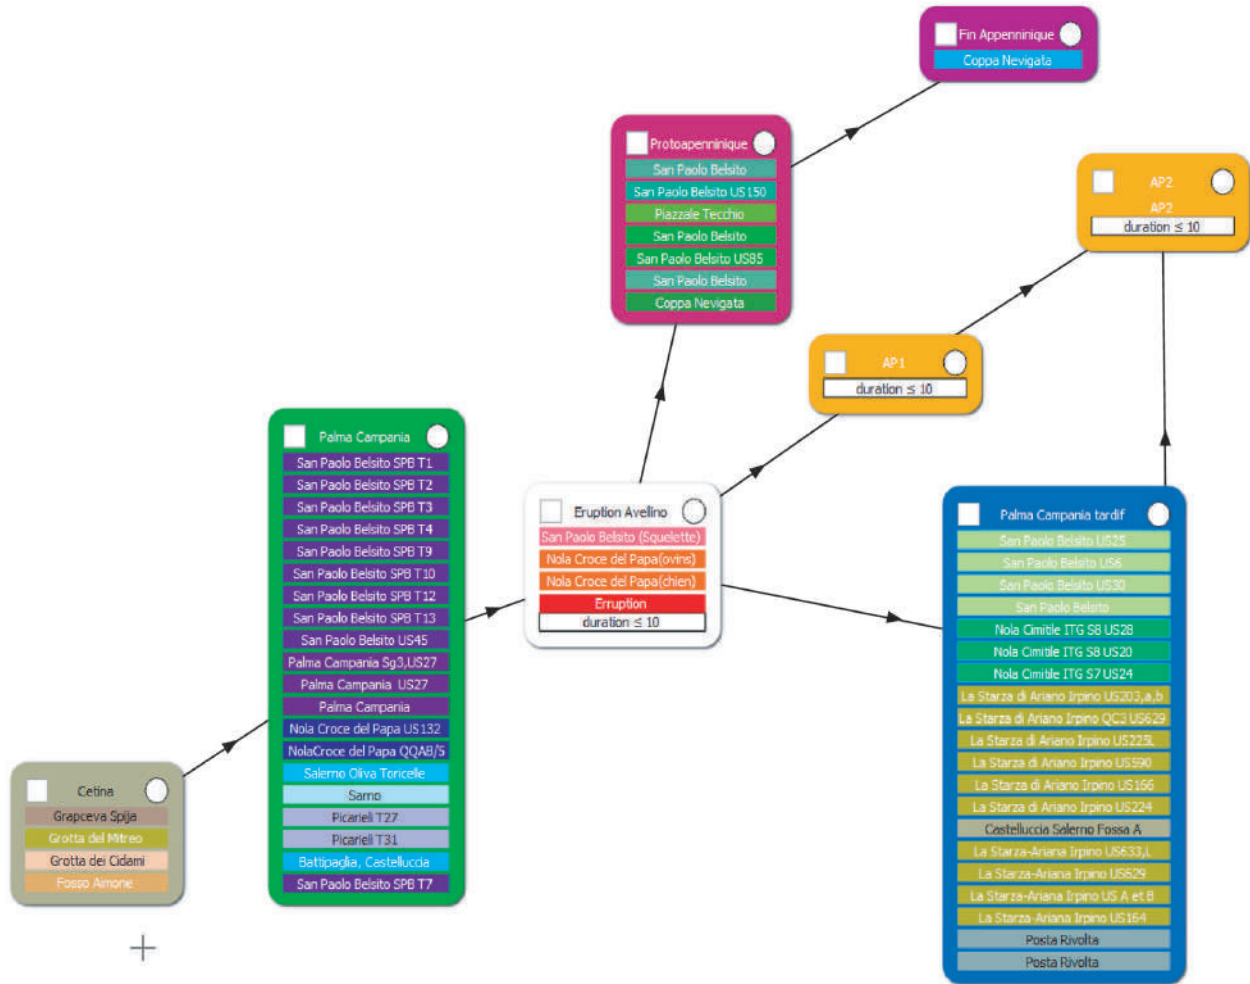 Fin Appenninique
Coppa Nevigata
Protoapenninique
San Paolo Belsito
San Paolo Belsito US150
Piazzale Tecchio
San Paolo Belsito
San Paolo Belsito US85
San Paolo Belsito
Coppa Nevigata
AP2
AP2
duration ≤ 10
AP1
duration ≤ 10
Palma Campania
San Paolo Belsito SPB T1
San Paolo Belsito SPB T2
San Paolo Belsito SPB T3
San Paolo Belsito SPB T4
San Paolo Belsito SPB T9
San Paolo Belsito SPB T10
San Paolo Belsito SPB T12
San Paolo Belsito SPB T13
San Paolo Belsito US45
Palma Campania Sg3,US27
Palma Campania US27
Palma Campania
Nola Croce del Papa US132
NolaCroce del Papa QQAB/5
Salerno Oliva Toricelle
Sarno
Picarieli T27
Picarieli T31
Battipaglia, Castelluccia
San Paolo Belsito SPB T7
Eruption Avelino
San Paolo Belsito (Squelette)
Nola Croce del Papa(ovins)
Nola Croce del Papa(chien)
Erruption
duration ≤ 10
Palma Campania tardif
San Paolo Belsito US25
San Paolo Belsito US6
San Paolo Belsito US30
San Paolo Belsito
Nola Cimitile ITG S8 US28
Nola Cimitile ITG S8 US20
Nola Cimitile ITG S7 US24
La Starza di Ariano Irpino US203,a,b
La Starza di Ariano Irpino QC3 US629
La Starza di Ariano Irpino US225L
La Starza di Ariano Irpino US590
La Starza di Ariano Irpino US166
La Starza di Ariano Irpino US224
Castelluccia Salerno Fossa A
La Starza-Ariana Irpino US633,L
La Starza-Ariana Irpino US629
La Starza-Ariana Irpino US A et B
La Starza-Ariana Irpino US164
Posta Rivolta
Posta Rivolta
Cetina
Grapceva Spija
Grotta del Mitreo
Grotta dei Cidami
Fosso Aimone